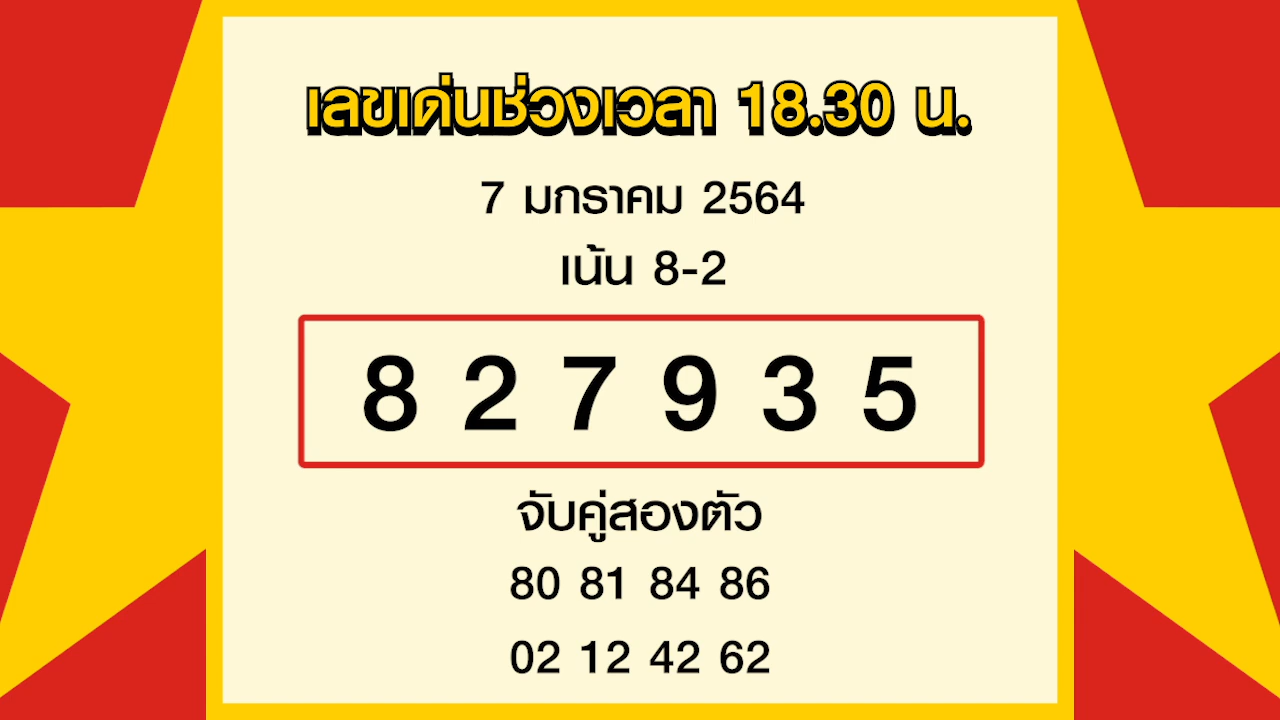 เลขเด่นช่วงเวลา 18.30 น.
7 มกราคม 2564
เน้น 8-2
8 2 7 9 3 5
จับคู่สองตัว
80 81 84 86
02 12 42 62